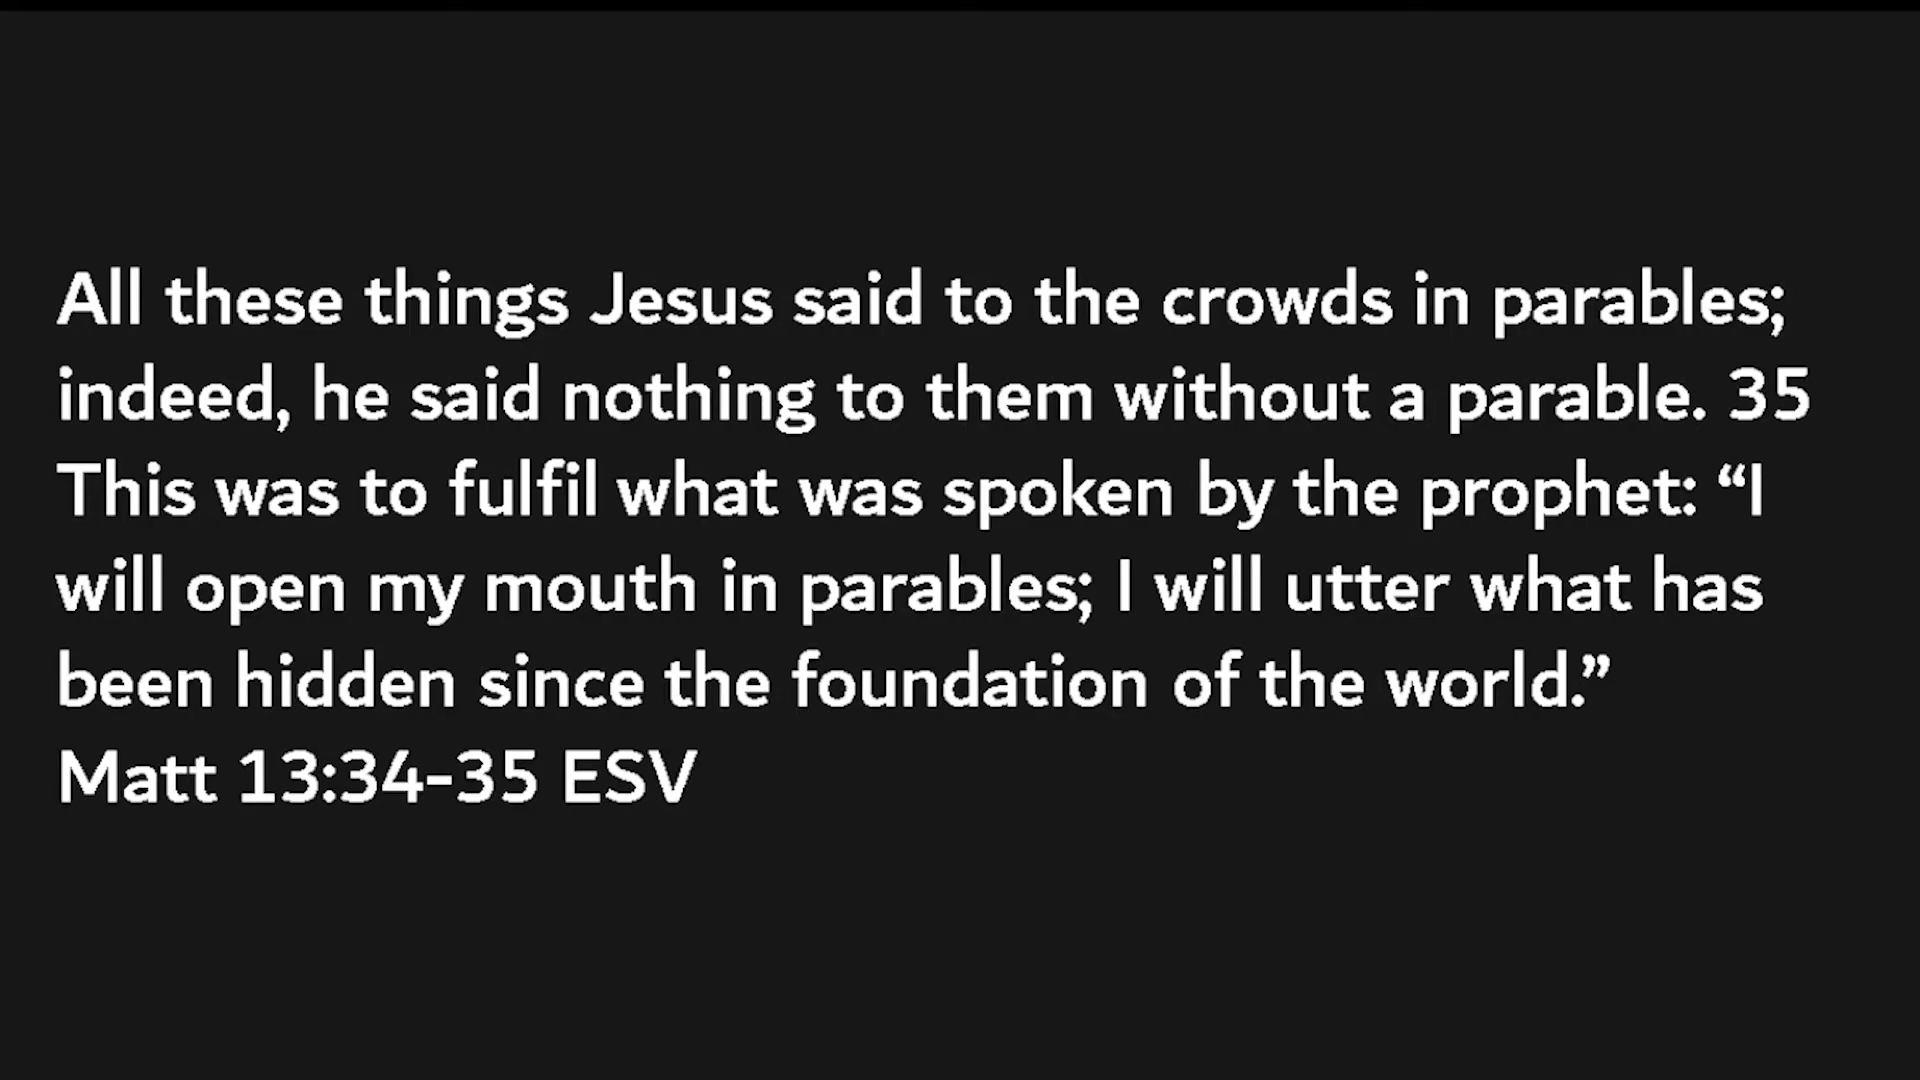 All these things Jesus said to the crowds in parables;
indeed, he said nothing to them without a parable. 35
This was to fulfil what was spoken by the prophet: “I
will open my mouth in parables; I will utter what has
been hidden since the foundation of the world.”
Matt 13:34-35 ESV